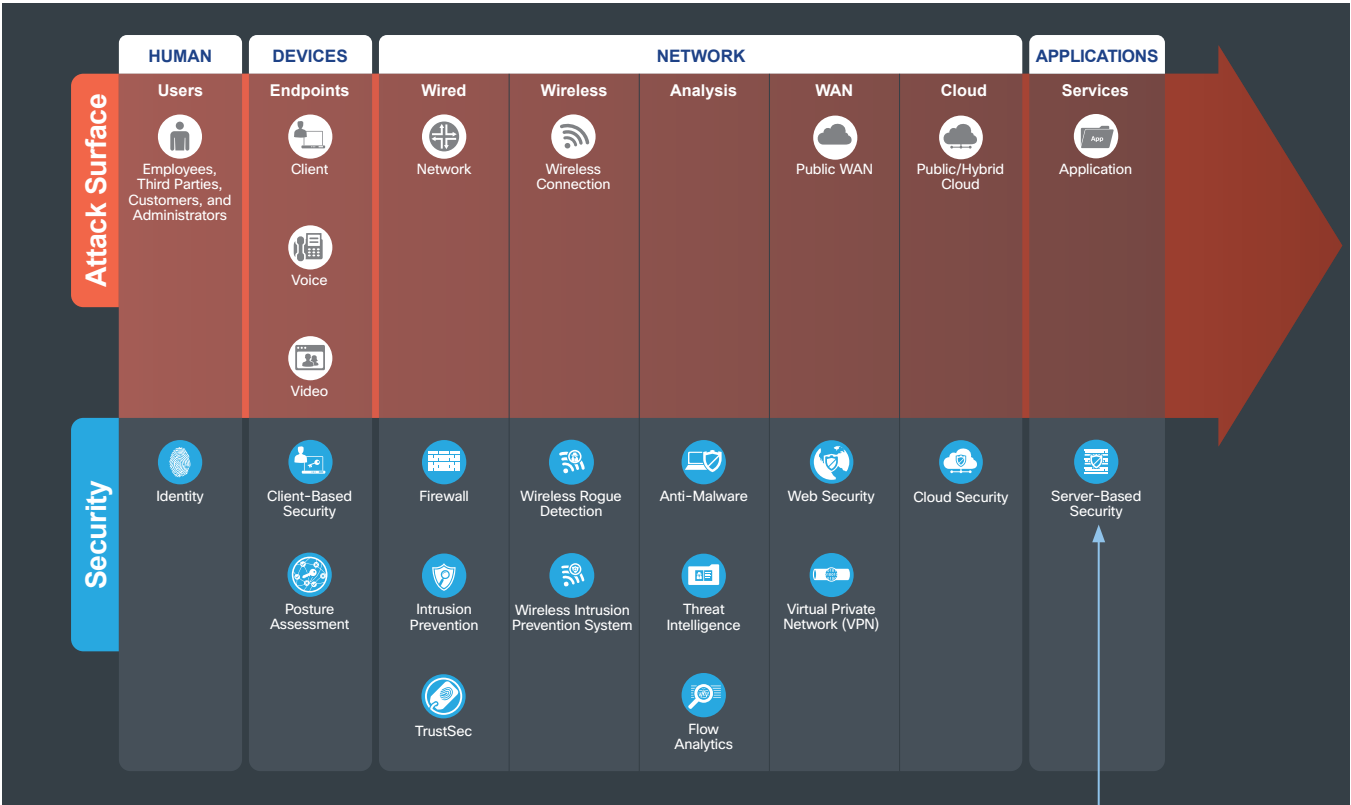 HUMAN
DEVICES
NETWORK
APPLICATIONS
Attack Surface
Users
Endpoints
Wired
Wireless
Analysis
WAN
Cloud
Services
Employees,
Third Parties,
Customers, and
Administrators
Client
Voice
Video
Network
Wireless
Connection
Public WAN
Public/Hybrid
Cloud
App
Application
Security
Identity
Client-Based
Security
Posture
Assessment
Firewall
Intrusion
Prevention
TrustSec
Wireless Rogue
Detection
Wireless Intrusion
Prevention System
Anti-Malware
Threat
Intelligence
Flow
Analytics
Web Security
Virtual Private
Network (VPN)
Cloud Security
Server-Based
Security